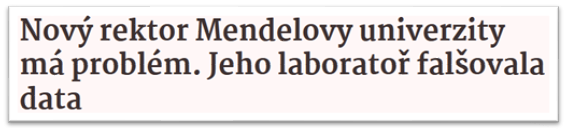 Nový rektor Mendelovy univerzity
má problém. Jeho laboratoř falšovala
data